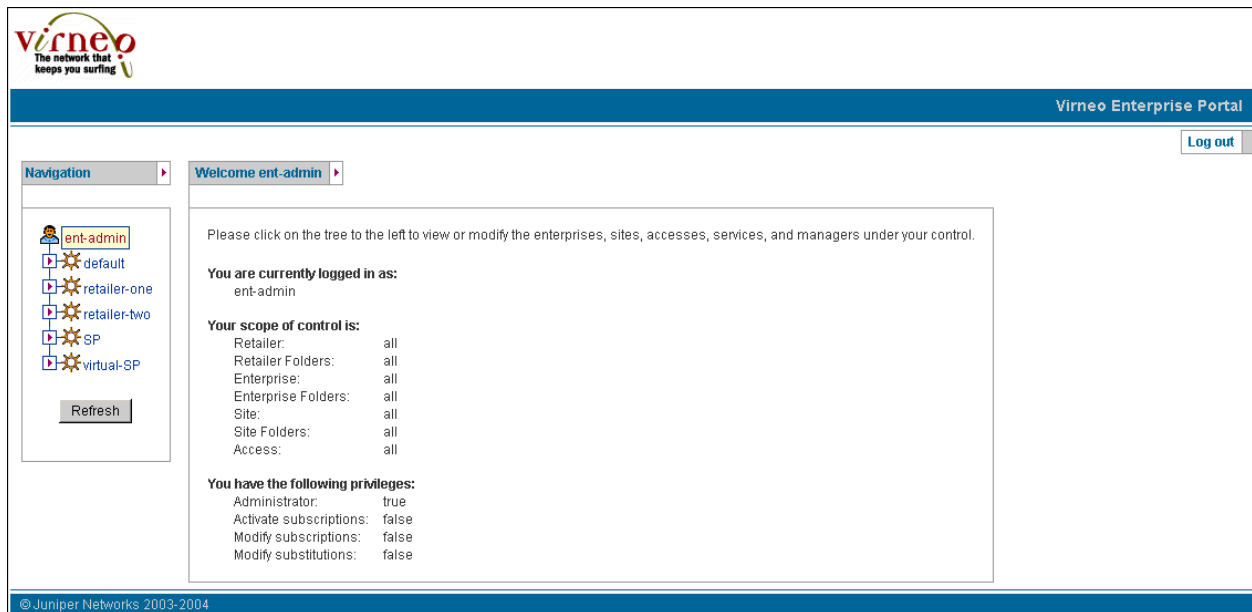 Virneo
The network that
keeps you surfing
Virneo Enterprise Portal
Log out
Navigation
Welcome ent-admin
ent-admin
default
retailer-one
retailer-two
SP
virtual-SP
Refresh
Please click on the tree to the left to view or modify the enterprises, sites, accesses, services, and managers under your control.
You are currently logged in as:
ent-admin
Your scope of control is:
Retailer: all
Retailer Folders: all
Enterprise: all
Enterprise Folders: all
Site: all
Site Folders: all
Access: all
You have the following privileges:
Administrator: true
Activate subscriptions: false
Modify subscriptions: false
Modify substitutions: false
© Juniper Networks 2003-2004